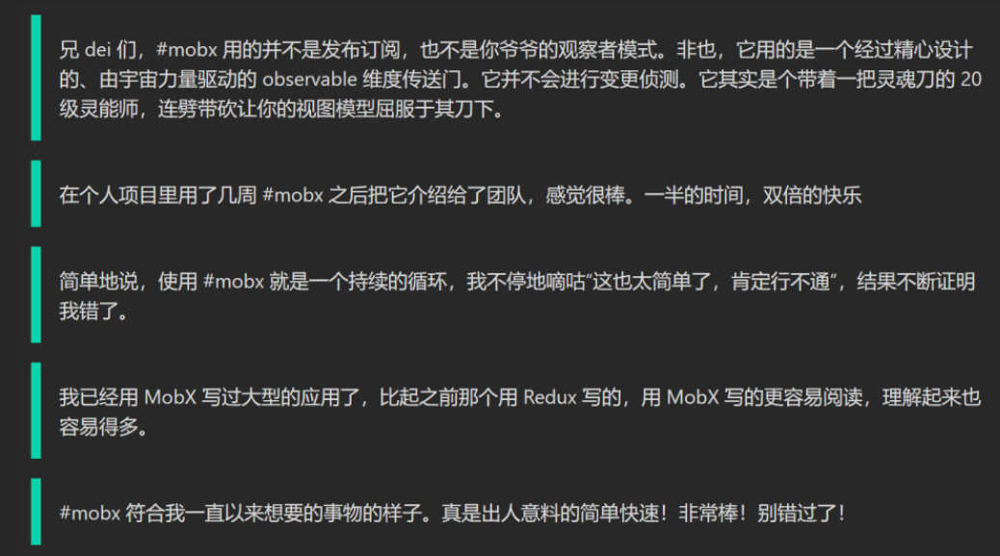 兄 dei 们，#mobx 用的并不是发布订阅，也不是你爷爷的观察者模式。非也，它用的是一个经过精心设计
的、由宇宙力量驱动的 observable 维度传送门。它并不会进行变更侦测。它其实是个带着一把灵魂刀的 20
级灵能师，连劈带砍让你的视图模型屈服于其刀下。
在个人项目里用了几周 #mobx 之后把它介绍给了团队，感觉很棒。一半的时间，双倍的快乐
简单地说，使用 #mobx 就是一个持续的循环，我不停地嘀咕“这也太简单了，肯定行不通”，结果不断证明
我错了。
我已经用 MobX 写过大型的应用了，比起之前那个用 Redux 写的，用 MobX 写的更容易阅读，理解起来也
容易得多。
#mobx 符合我一直以来想要的事物的样子。真是出人意料的简单快速！非常棒！别错过了！